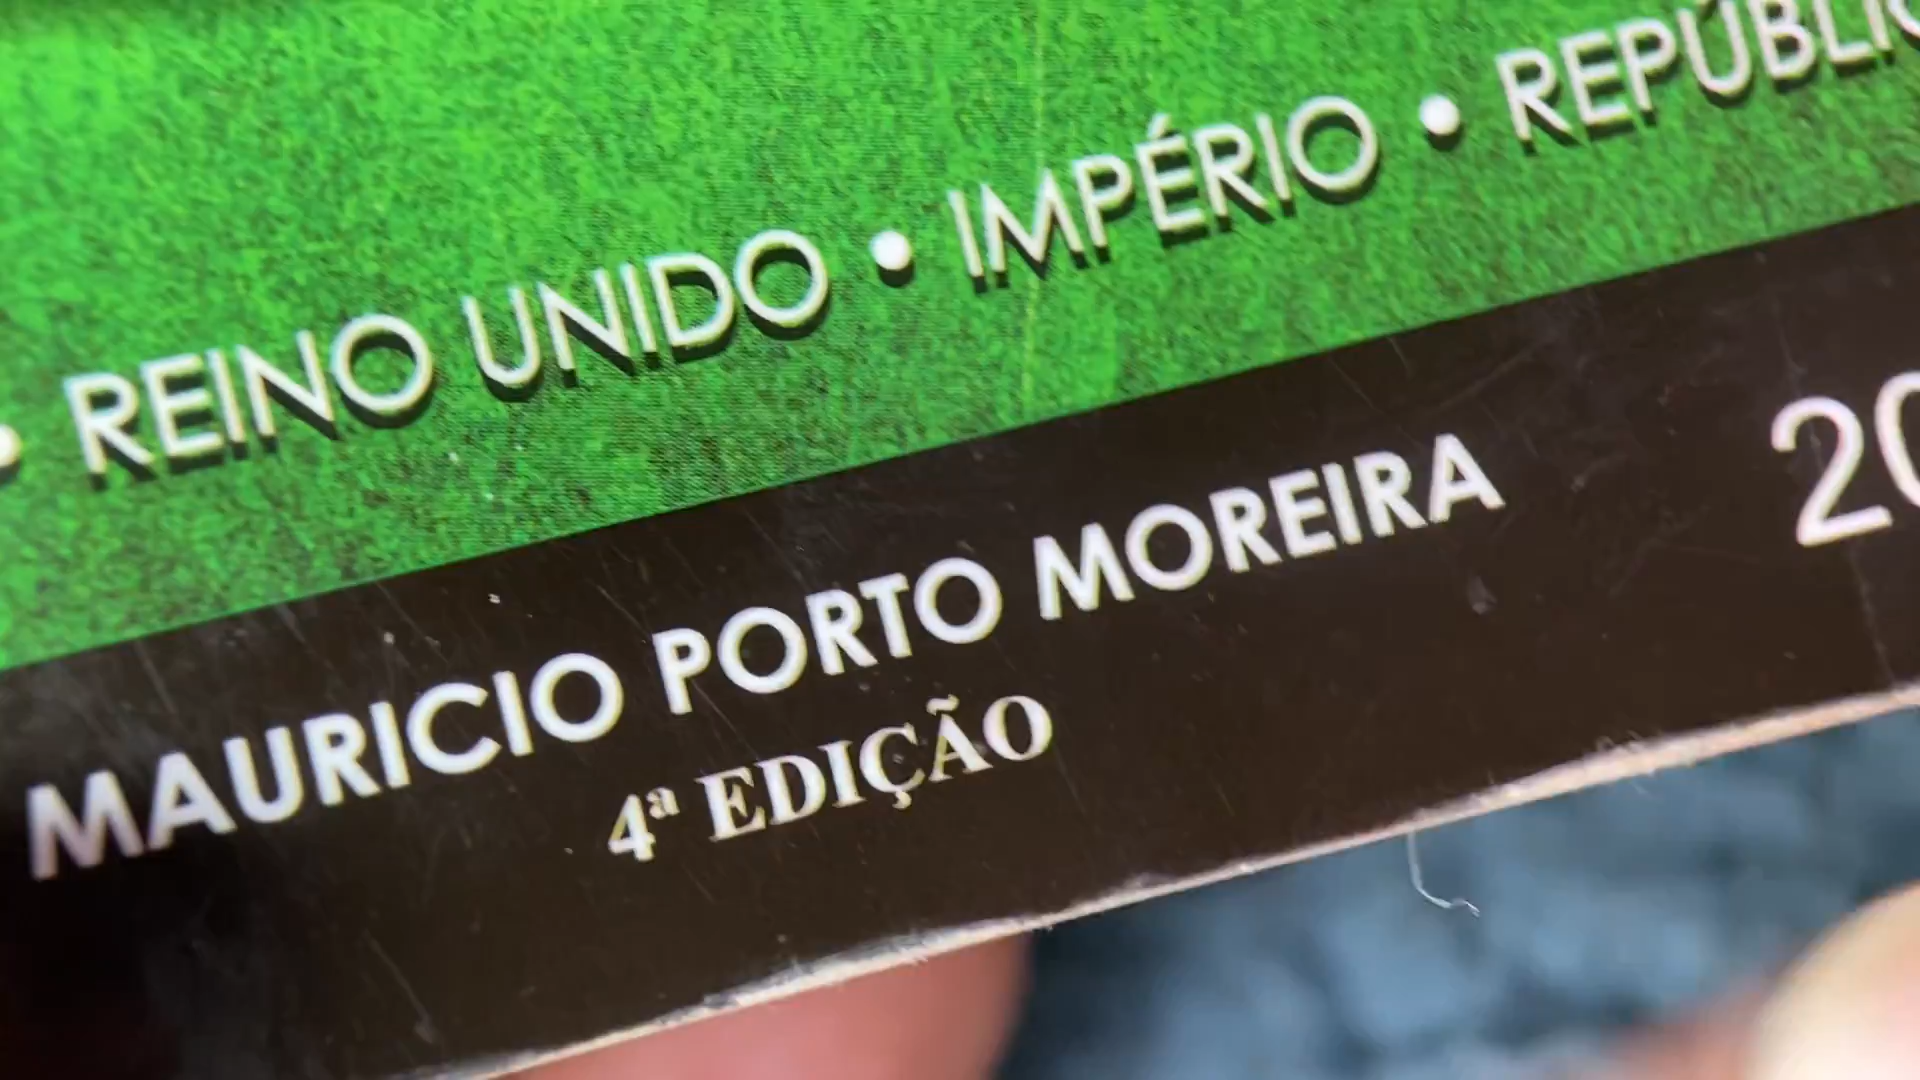 • REINO UNIDO • IMPÉRIO •
MAURICIO PORTO MOREIRA
4ª EDIÇÃO